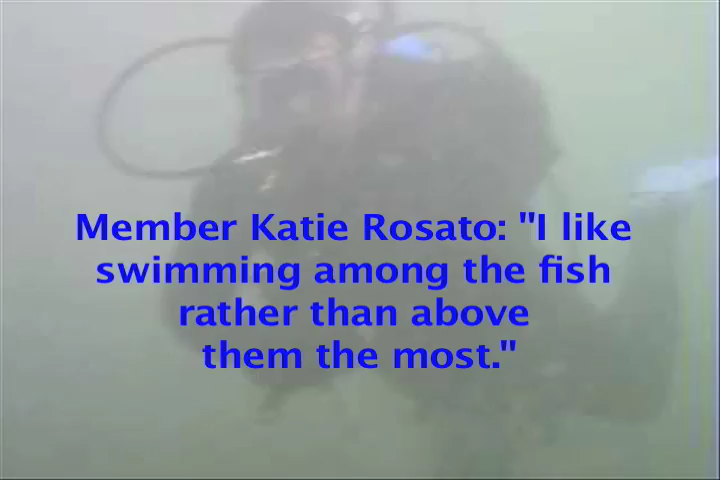 Member Katie Rosato: "I like
swimming among the fish
rather than above
them the most."